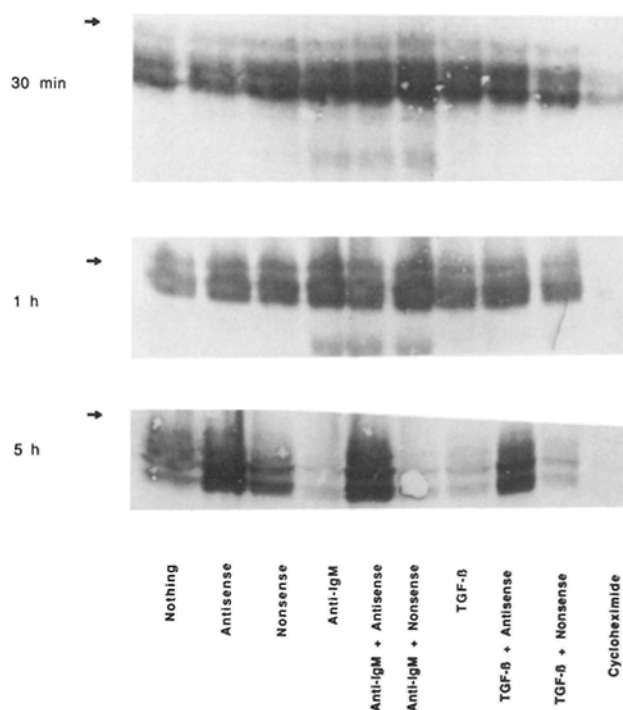 30 min
1 h
5 h
Nothing
Antisense
Nonsense
Anti-IgM
Anti-IgM + Antisense
Anti-IgM + Nonsense
TGF-ß
TGF-ß + Antisense
TGF-ß + Nonsense
Cycloheximide